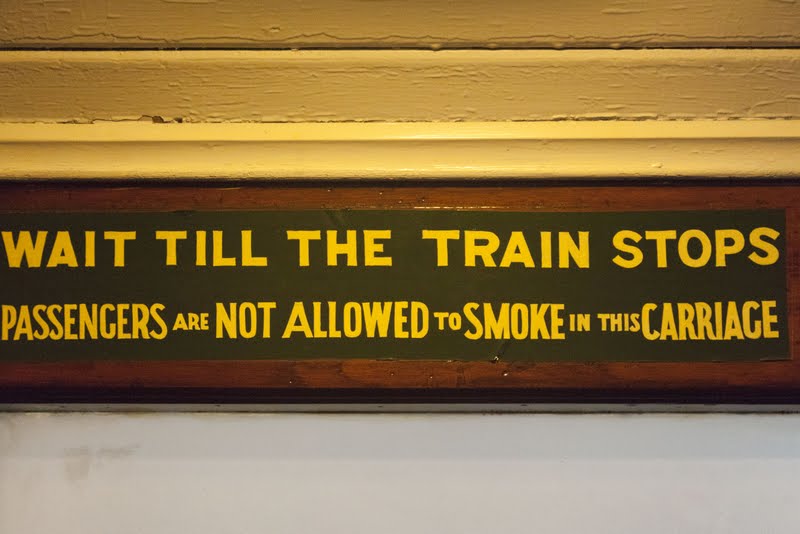 WAIT TILL THE TRAIN STOPS
PASSENGERS ARE NOT ALLOWED TO SMOKE IN THIS CARRIAGE